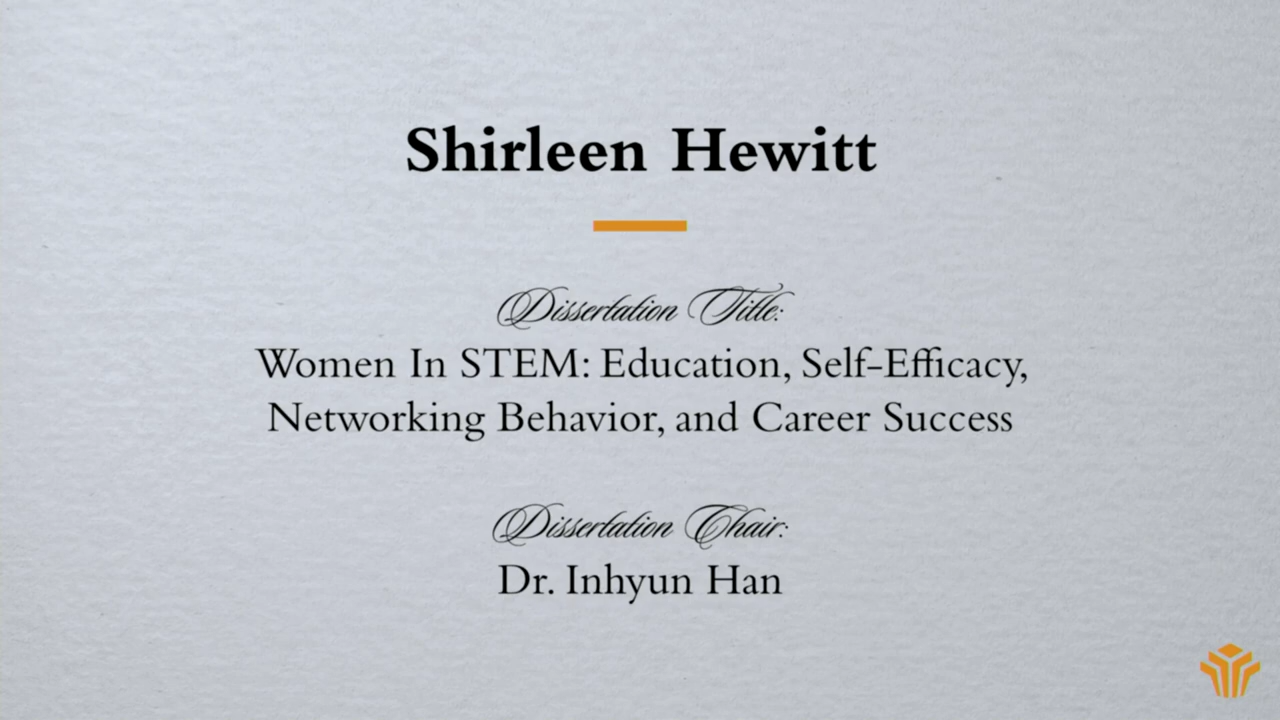 Shirleen Hewitt
Dissertation Title:
Women In STEM: Education, Self-Efficacy,
Networking Behavior, and Career Success
Dissertation Chair:
Dr. Inhyun Han